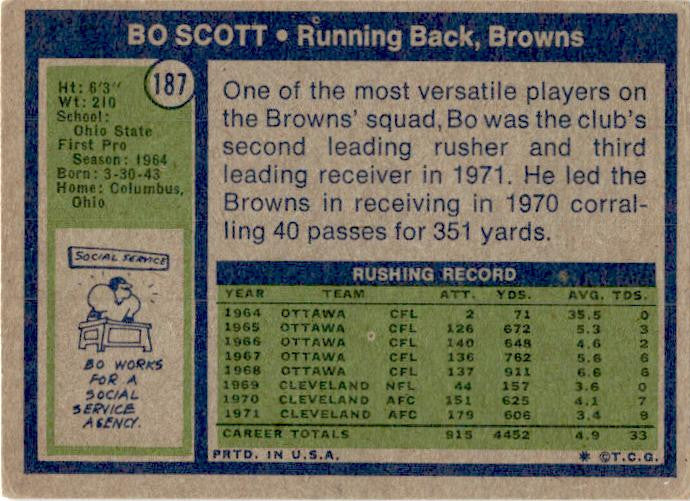 BO SCOTT • Running Back, Browns
187
Ht: 6'3"
Wt: 210
School:
Ohio State
First Pro
Season: 1964
Born: 3-30-43
Home: Columbus,
Ohio
SOCIAL SERVICE
BO WORKS
FOR A
SOCIAL
SERVICE
AGENCY.
One of the most versatile players on
the Browns' squad, Bo was the club's
second leading rusher and third
leading receiver in 1971. He led the
Browns in receiving in 1970 corral-
ling 40 passes for 351 yards.
RUSHING RECORD
YEAR TEAM ATT. YDS. AVG. TDS.
1964 OTTAWA CFL 2 71 35.5 0
1965 OTTAWA CFL 126 672 5.3 3
1966 OTTAWA CFL 140 648 4.6 2
1967 OTTAWA CFL 136 762 5.6 6
1968 OTTAWA CFL 137 911 6.6 6
1969 CLEVELAND NFL 44 157 3.6 0
1970 CLEVELAND AFC 151 625 4.1 7
1971 CLEVELAND AFC 179 606 3.4 9
CAREER TOTALS 915 4452 4.9 33
PRTD. IN U.S.A. * ©T.C.G.